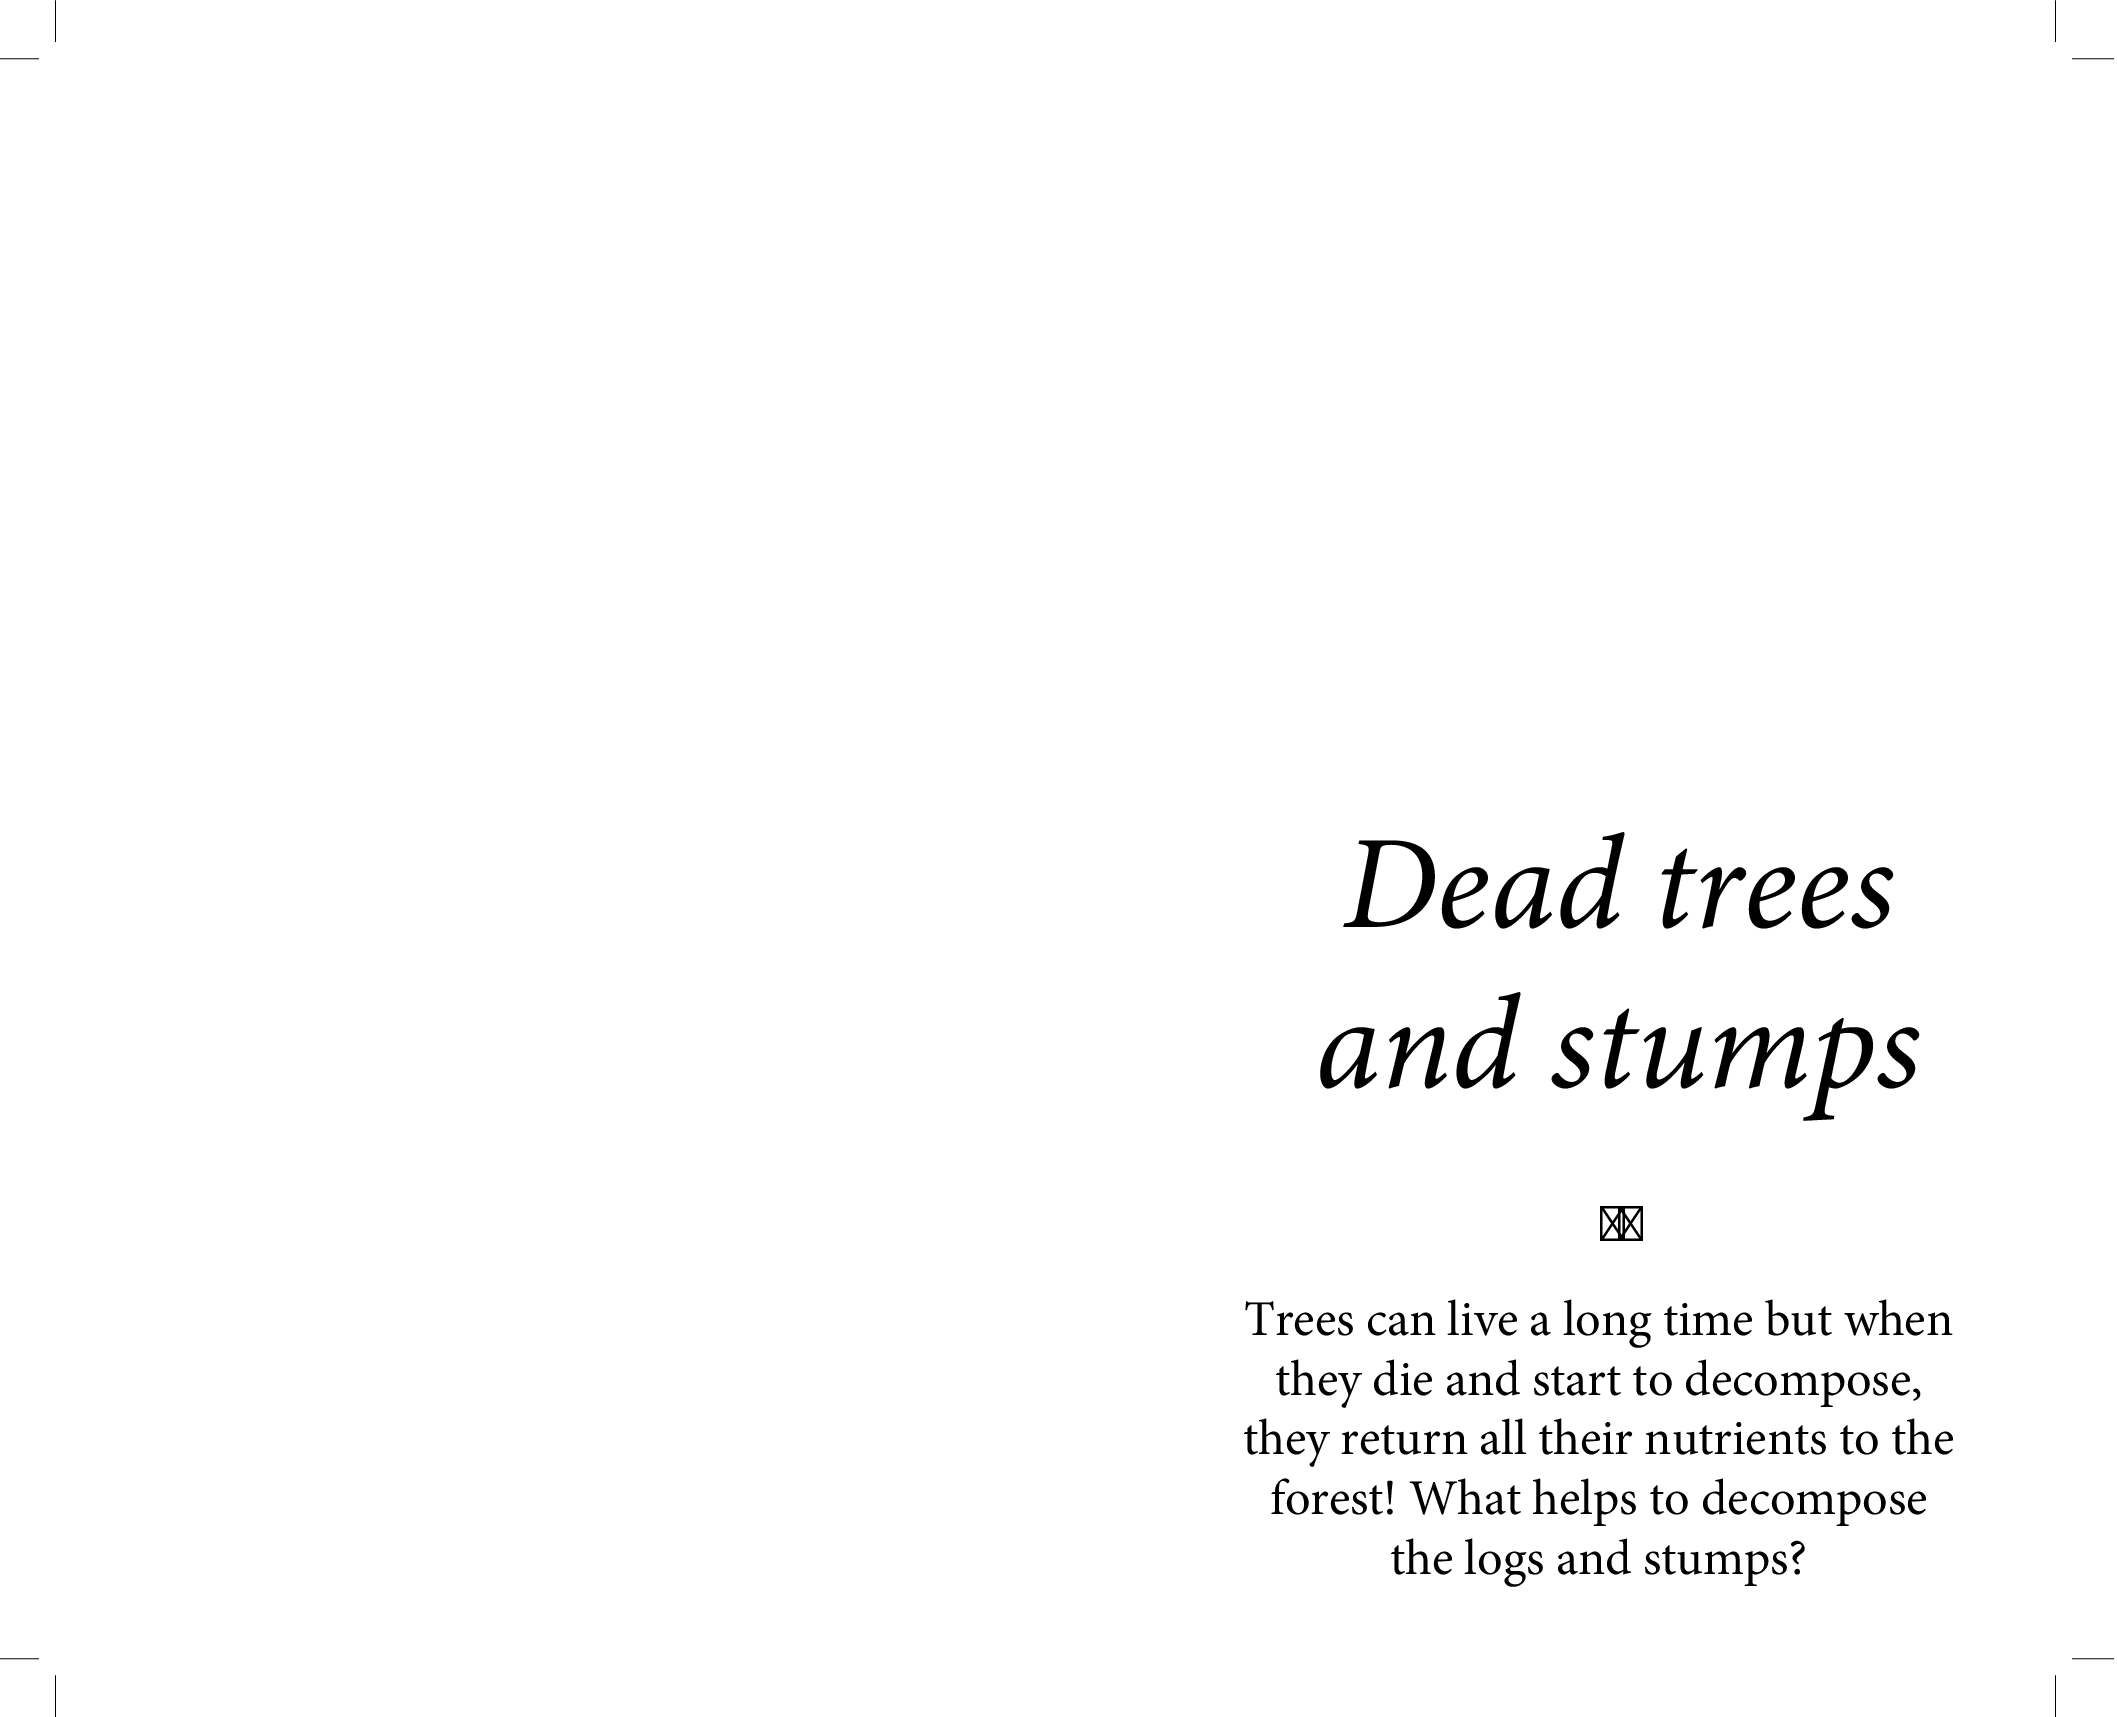 Dead trees
and stumps
Trees can live a long time but when
they die and start to decompose,
they return all their nutrients to the
forest! What helps to decompose
the logs and stumps?